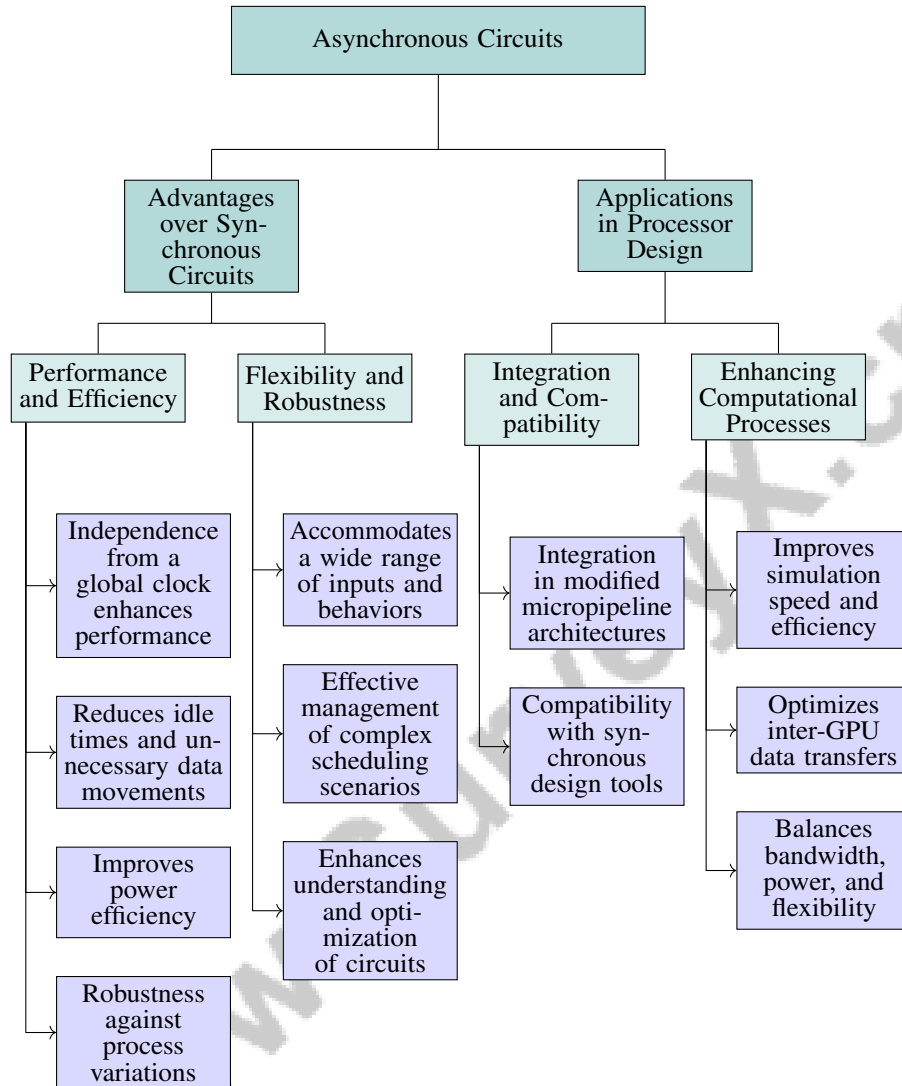 Asynchronous Circuits
Advantages
over Syn-
chronous
Circuits
Applications
in Processor
Design
Performance
and Efficiency
Flexibility and
Robustness
Integration
and Com-
patibility
Enhancing
Computational
Processes
Independence
from a
global clock
enhances
performance
Reduces idle
times and un-
necessary data
movements
Improves
power
efficiency
Robustness
against
process
variations
Accommodates
a wide range
of inputs and
behaviors
Effective
management
of complex
scheduling
scenarios
Enhances
understanding
and opti-
mization
of circuits
Integration
in modified
micropipeline
architectures
Compatibility
with syn-
chronous
design tools
Improves
simulation
speed and
efficiency
Optimizes
inter-GPU
data transfers
Balances
bandwidth,
power, and
flexibility